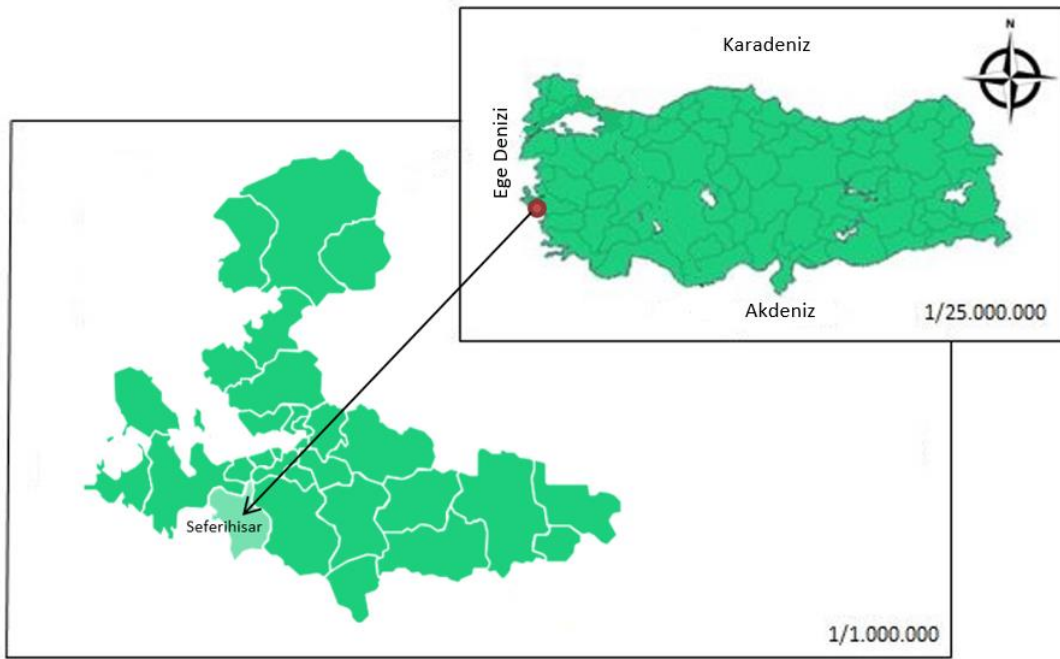 N
Karadeniz
Ege Denizi
Akdeniz
1/25.000.000
Seferihisar
1/1.000.000